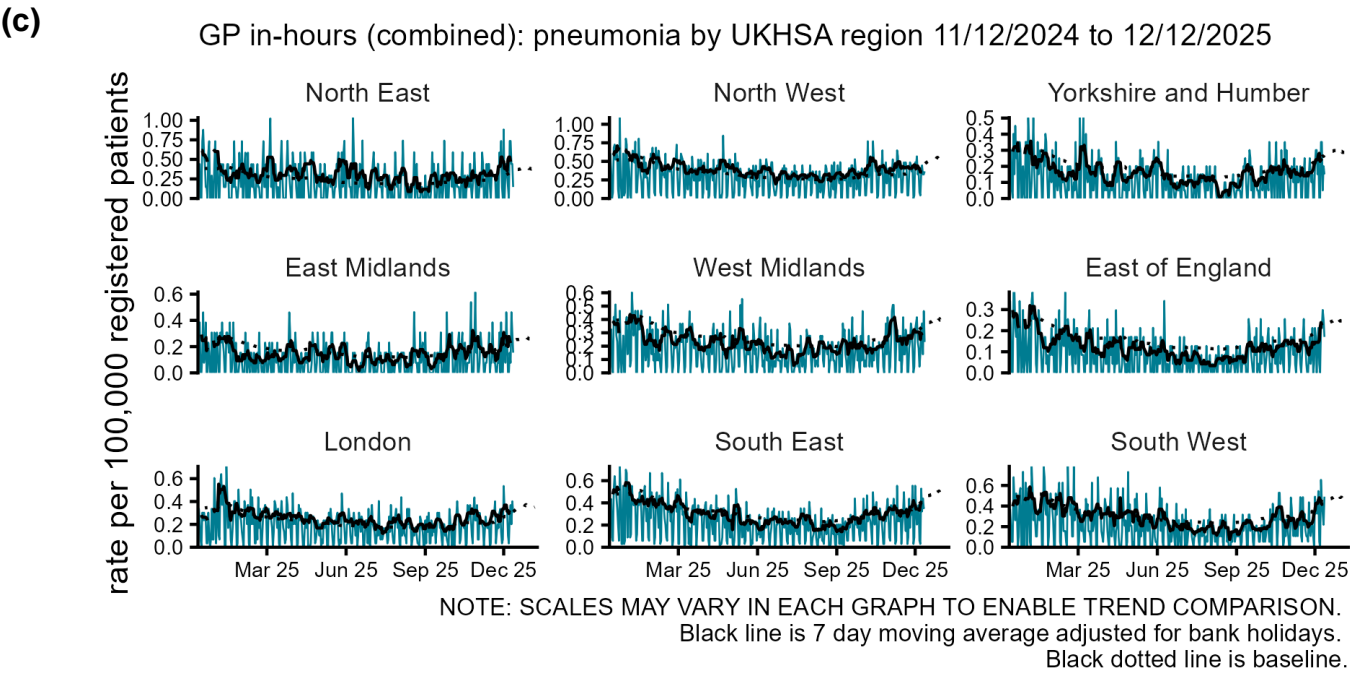 (c)
GP in-hours (combined): pneumonia by UKHSA region 11/12/2024 to 12/12/2025
rate per 100,000 registered patients
North East
1.00
0.75
0.50
0.25
0.00
North West
1.00
0.75
0.50
0.25
0.00
Yorkshire and Humber
0.5
0.4
0.3
0.2
0.1
0.0
East Midlands
0.6
0.4
0.2
0.0
West Midlands
0.6
0.5
0.4
0.3
0.2
0.1
0.0
East of England
0.3
0.2
0.1
0.0
London
0.6
0.4
0.2
0.0
Mar 25 Jun 25 Sep 25 Dec 25
South East
0.6
0.4
0.2
0.0
Mar 25 Jun 25 Sep 25 Dec 25
South West
0.6
0.4
0.2
0.0
Mar 25 Jun 25 Sep 25 Dec 25
NOTE: SCALES MAY VARY IN EACH GRAPH TO ENABLE TREND COMPARISON.
Black line is 7 day moving average adjusted for bank holidays.
Black dotted line is baseline.